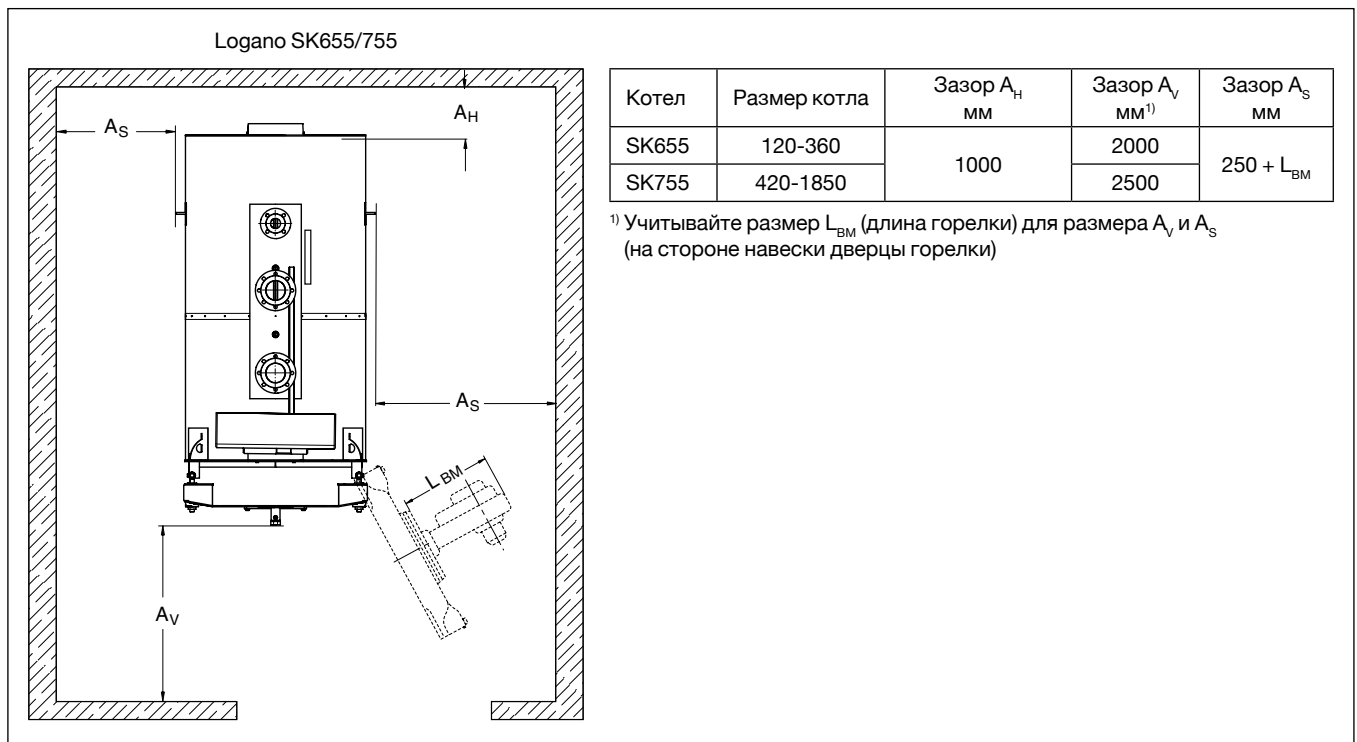 Logano SK655/755
A_H
A_S
A_S
L_BM
A_V
Котел Размер котла Зазор A_H мм Зазор A_V мм1) Зазор A_S мм
SK655 120-360 1000 2000 250 + L_BM
SK755 420-1850 2500
1) Учитывайте размер L_BM (длина горелки) для размера A_V и A_S
(на стороне навески дверцы горелки)